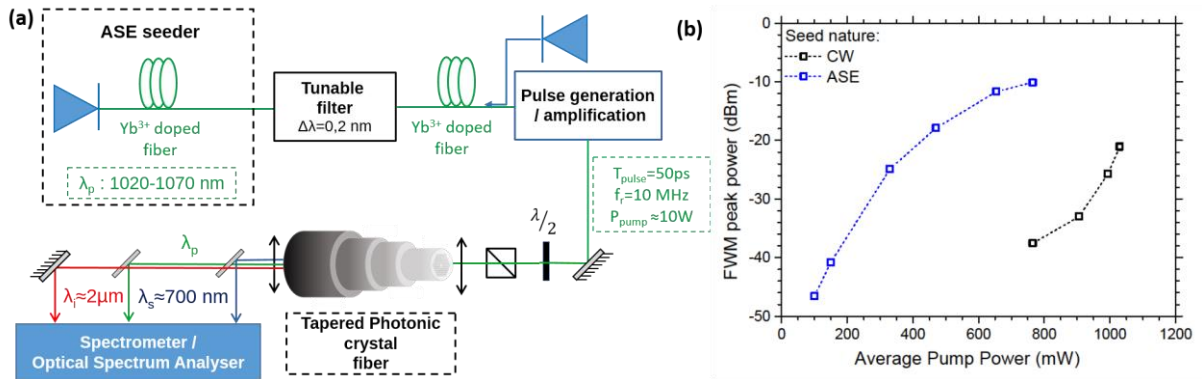 (a)
ASE seeder
Yb³⁺ doped
fiber
λₚ : 1020-1070 nm
Tunable
filter
Δλ=0,2 nm
Yb³⁺ doped
fiber
Pulse generation
/ amplification
T_pulse=50ps
f_r=10 MHz
P_pump ≈10W
λ/2
λₚ
λᵢ≈2μm
λₛ≈700 nm
Spectrometer /
Optical Spectrum Analyser
Tapered Photonic
crystal
fiber
(b)
Seed nature:
CW
ASE
FWM peak power (dBm)
0
-10
-20
-30
-40
-50
0 200 400 600 800 1000 1200
Average Pump Power (mW)